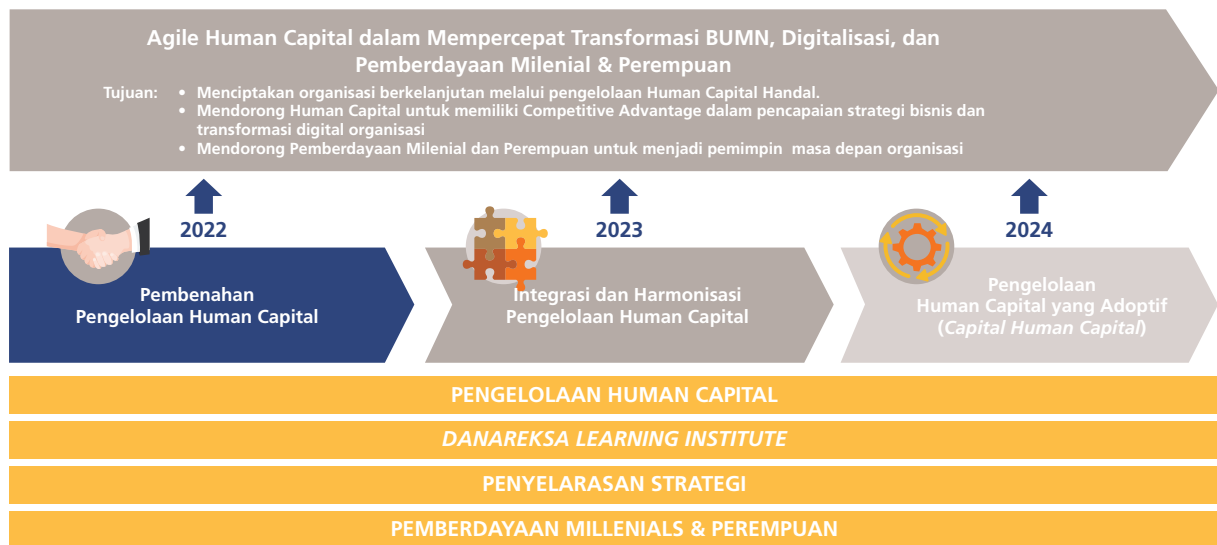 Agile Human Capital dalam Mempercepat Transformasi BUMN, Digitalisasi, dan
Pemberdayaan Milenial & Perempuan
Tujuan: • Menciptakan organisasi berkelanjutan melalui pengelolaan Human Capital Handal.
• Mendorong Human Capital untuk memiliki Competitive Advantage dalam pencapaian strategi bisnis dan
transformasi digital organisasi
• Mendorong Pemberdayaan Milenial dan Perempuan untuk menjadi pemimpin masa depan organisasi
2022
Pembenahan
Pengelolaan Human Capital
2023
Integrasi dan Harmonisasi
Pengelolaan Human Capital
2024
Pengelolaan
Human Capital yang Adoptif
(Capital Human Capital)
PENGELOLAAN HUMAN CAPITAL
DANAREKSA LEARNING INSTITUTE
PENYELARASAN STRATEGI
PEMBERDAYAAN MILLENIALS & PEREMPUAN